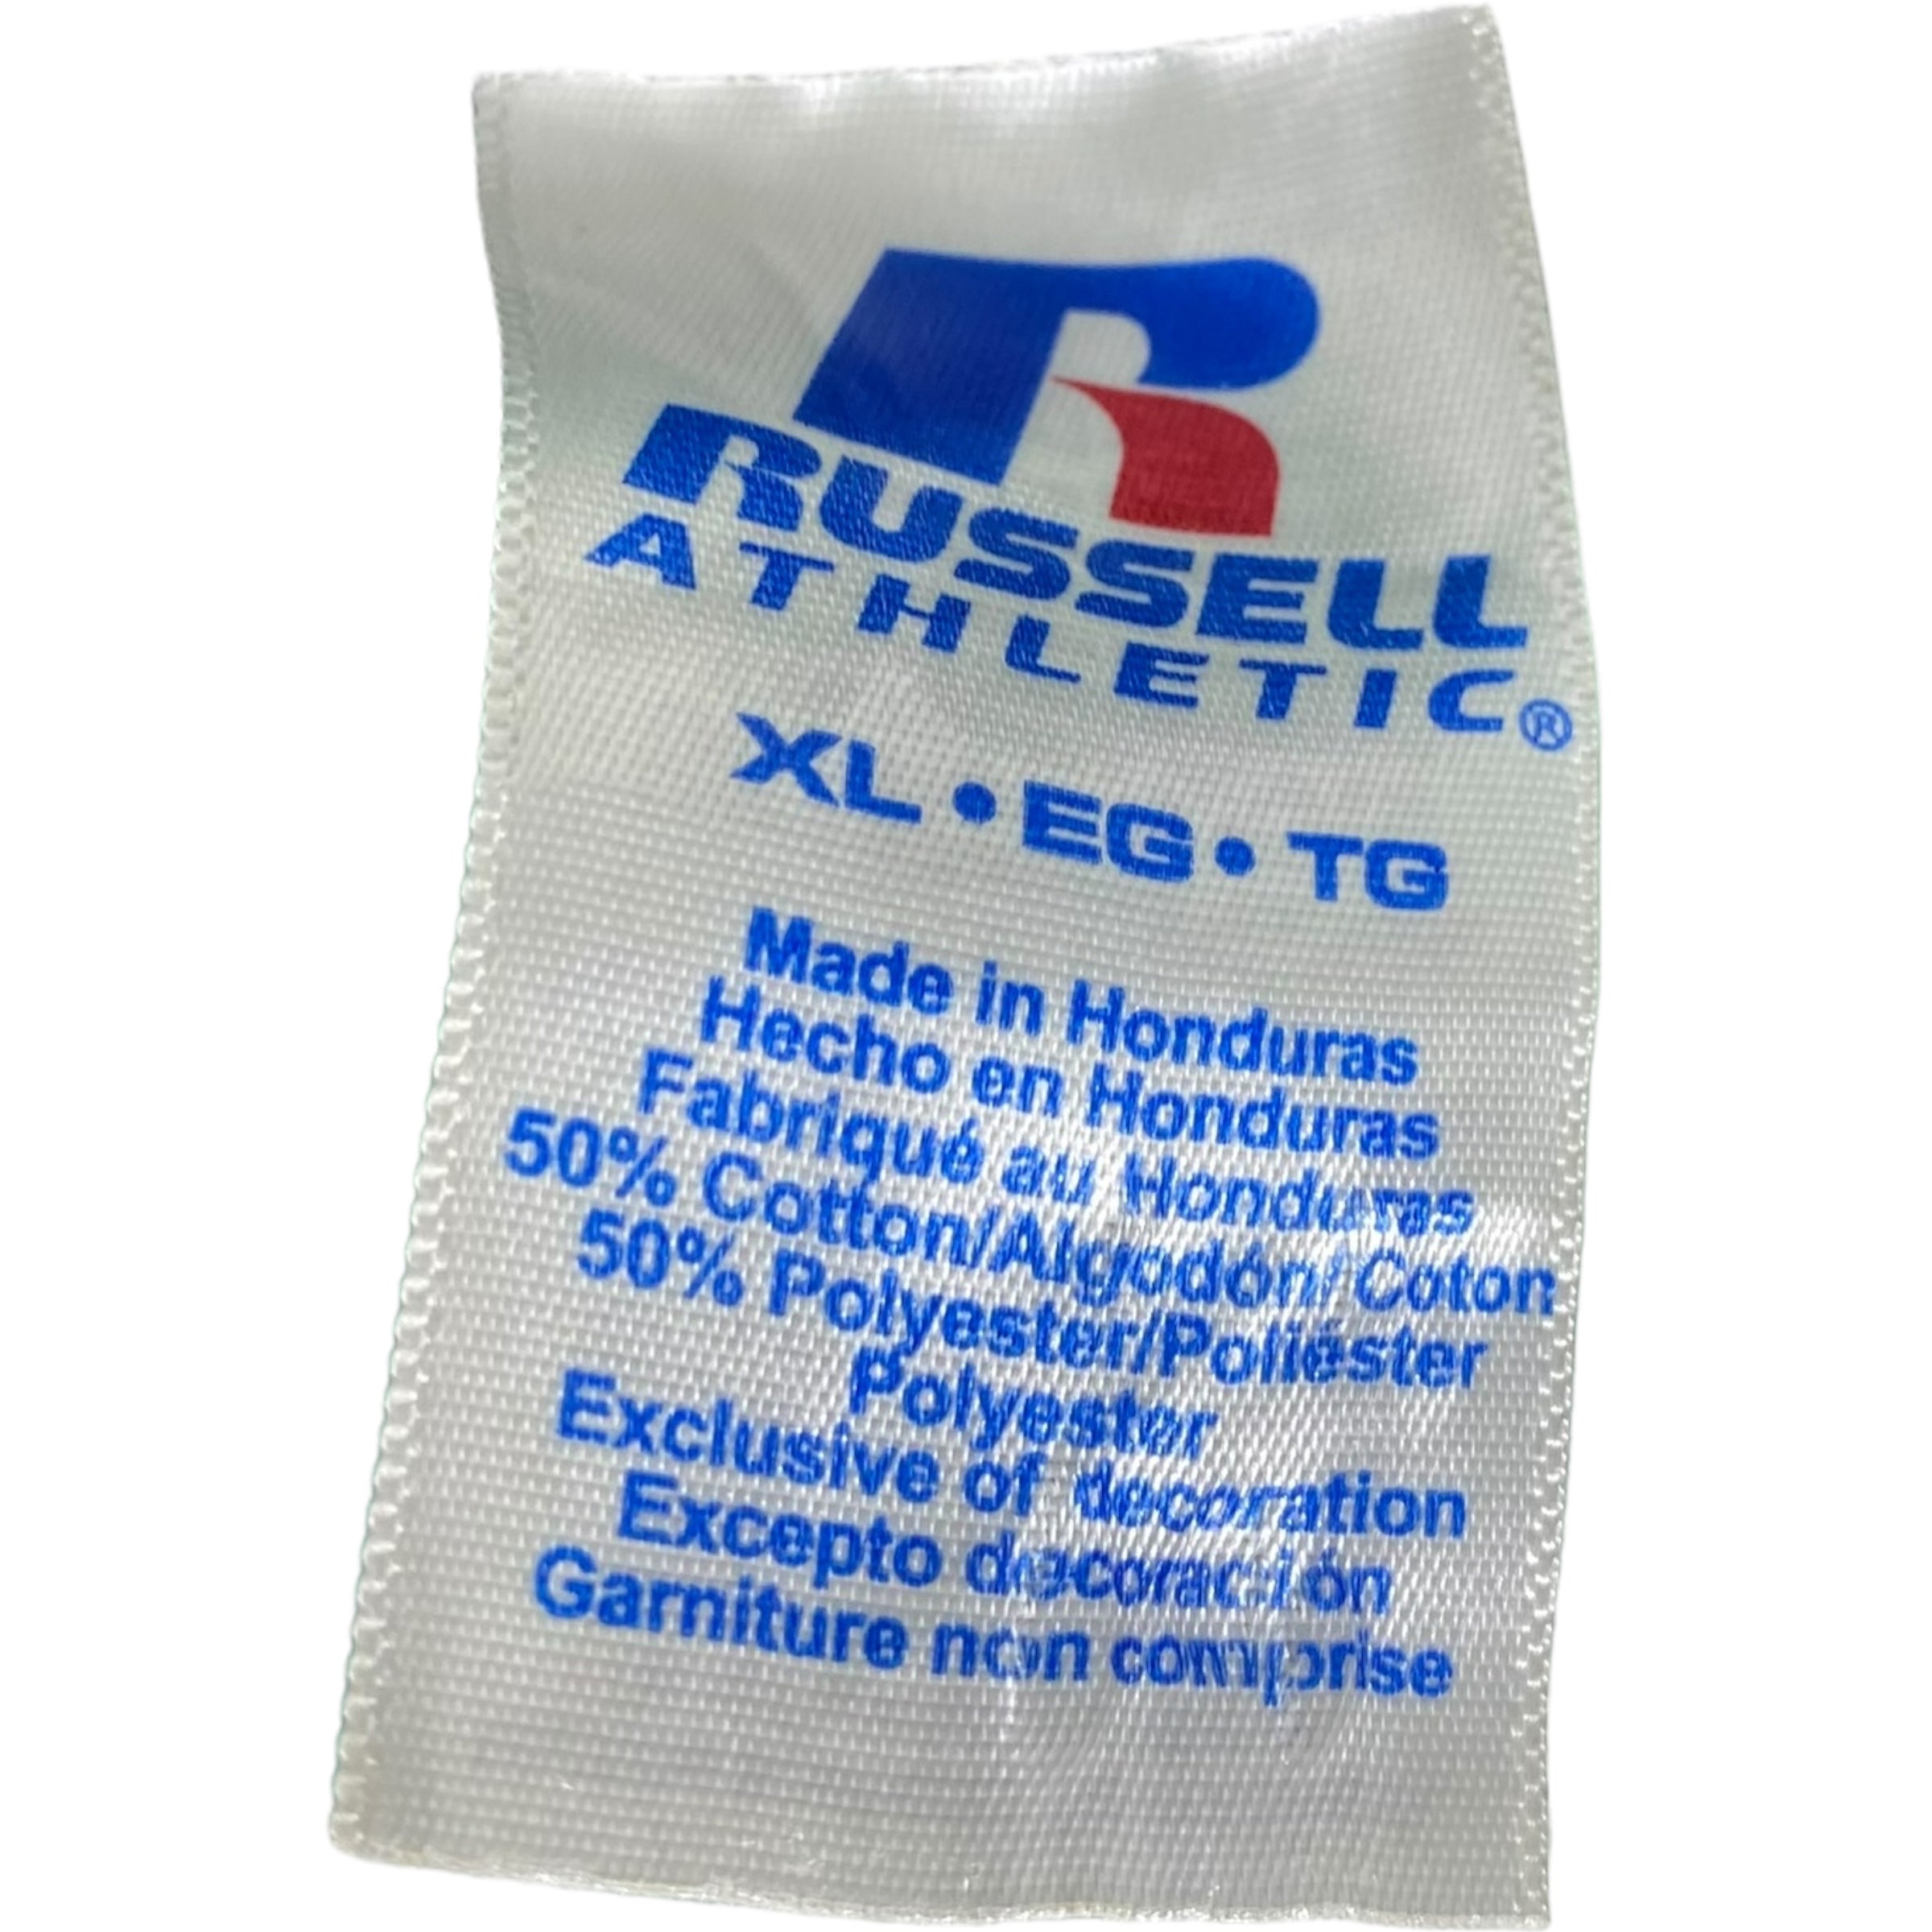 R
RUSSELL
ATHLETIC®
XL • EG • TG
Made in Honduras
Hecho en Honduras
Fabriqué au Honduras
50% Cotton/Algodón/Coton
50% Polyester/Poliéster
Polyester
Exclusive of decoration
Excepto decoración
Garniture non comprise